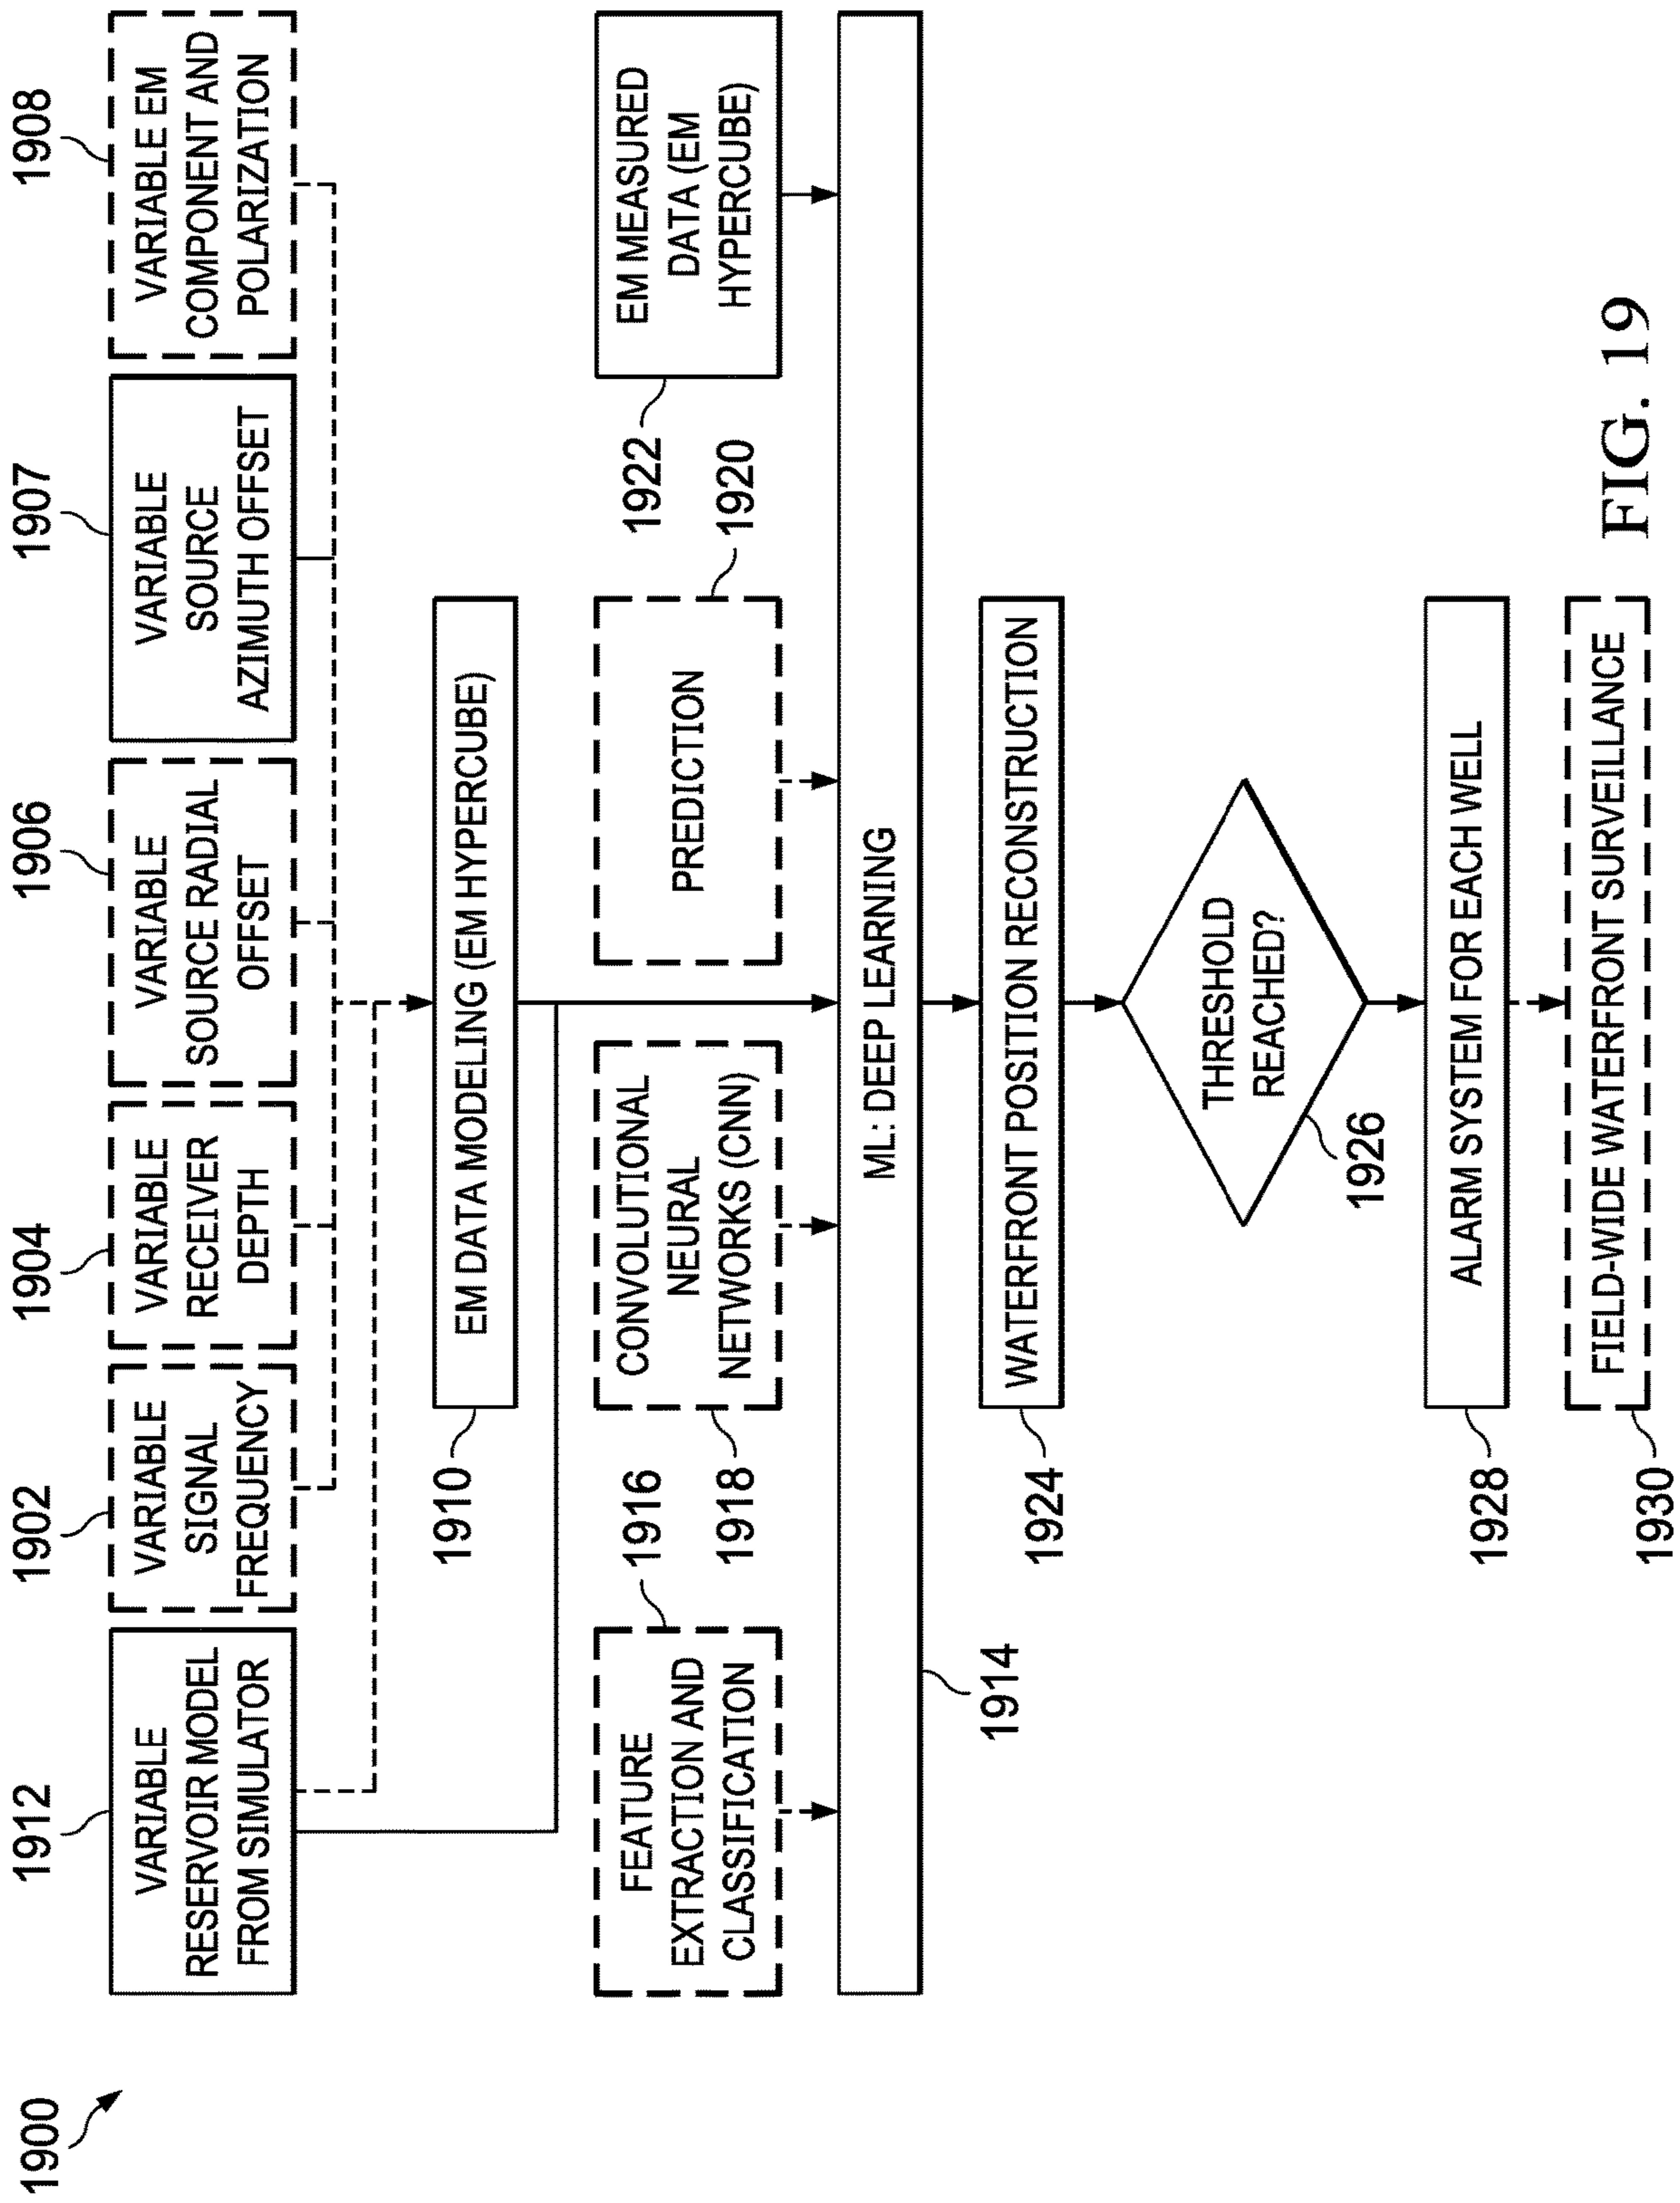 1900
1912
1902
1904
1906
1907
1908
VARIABLE
RESERVOIR MODEL
FROM SIMULATOR
VARIABLE
SIGNAL
FREQUENCY
VARIABLE
RECEIVER
DEPTH
VARIABLE
SOURCE RADIAL
OFFSET
VARIABLE
SOURCE
AZIMUTH OFFSET
VARIABLE EM
COMPONENT AND
POLARIZATION
1910
EM DATA MODELING (EM HYPERCUBE)
1916
FEATURE
EXTRACTION AND
CLASSIFICATION
1918
CONVOLUTIONAL
NEURAL
NETWORKS (CNN)
PREDICTION
1920
1922
EM MEASURED
DATA (EM
HYPERCUBE)
ML: DEEP LEARNING
1914
1924
WATERFRONT POSITION RECONSTRUCTION
THRESHOLD
REACHED?
1926
1928
ALARM SYSTEM FOR EACH WELL
1930
FIELD-WIDE WATERFRONT SURVEILLANCE
FIG. 19